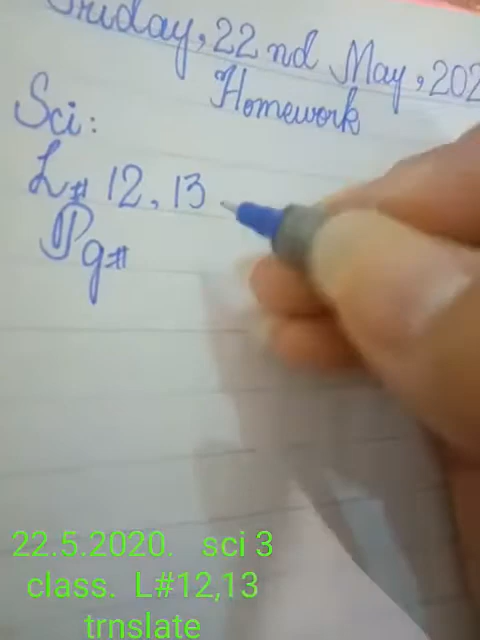 Friday, 22nd May, 202
Homework
Sci:
L# 12, 13
Pg#
22.5.2020. sci 3
class. L#12,13
trnslate